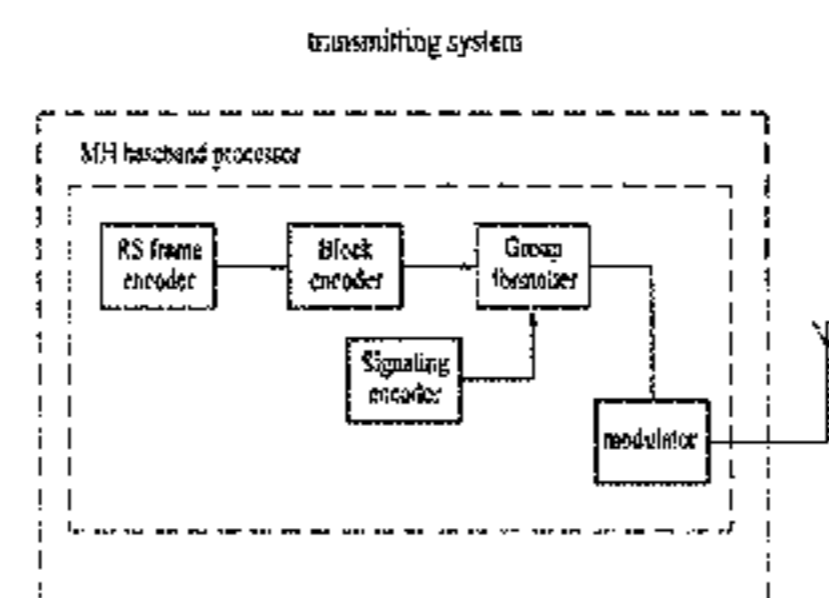 transmitting system
MH baseband processor
RS frame
encoder
Block
encoder
Group
formatter
Signaling
encoder
modulator